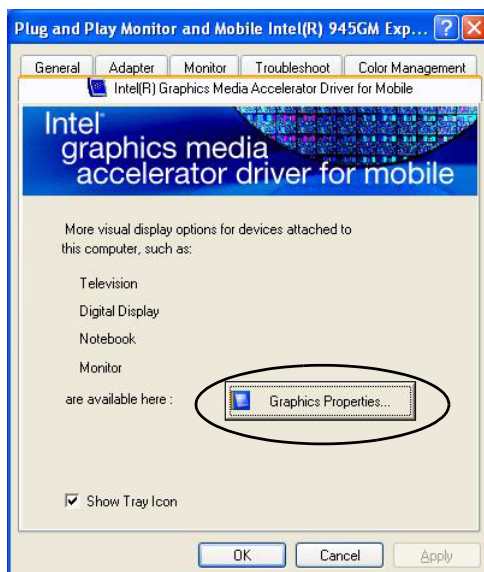 Plug and Play Monitor and Mobile Intel(R) 945GM Exp... 
General Adapter Monitor Troubleshoot Color Management
Intel(R) Graphics Media Accelerator Driver for Mobile
Intel®
graphics media
accelerator driver for mobile
More visual display options for devices attached to
this computer, such as:
Television
Digital Display
Notebook
Monitor
are available here :
Graphics Properties...
Show Tray Icon
OK Cancel Apply